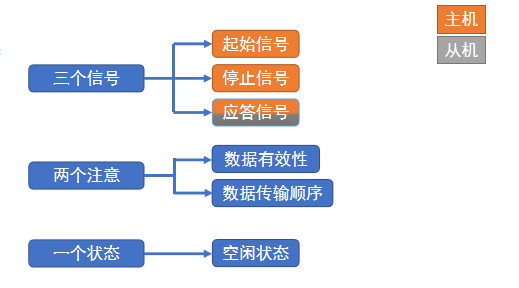 主机
从机
三个信号
起始信号
停止信号
应答信号
两个注意
数据有效性
数据传输顺序
一个状态
空闲状态